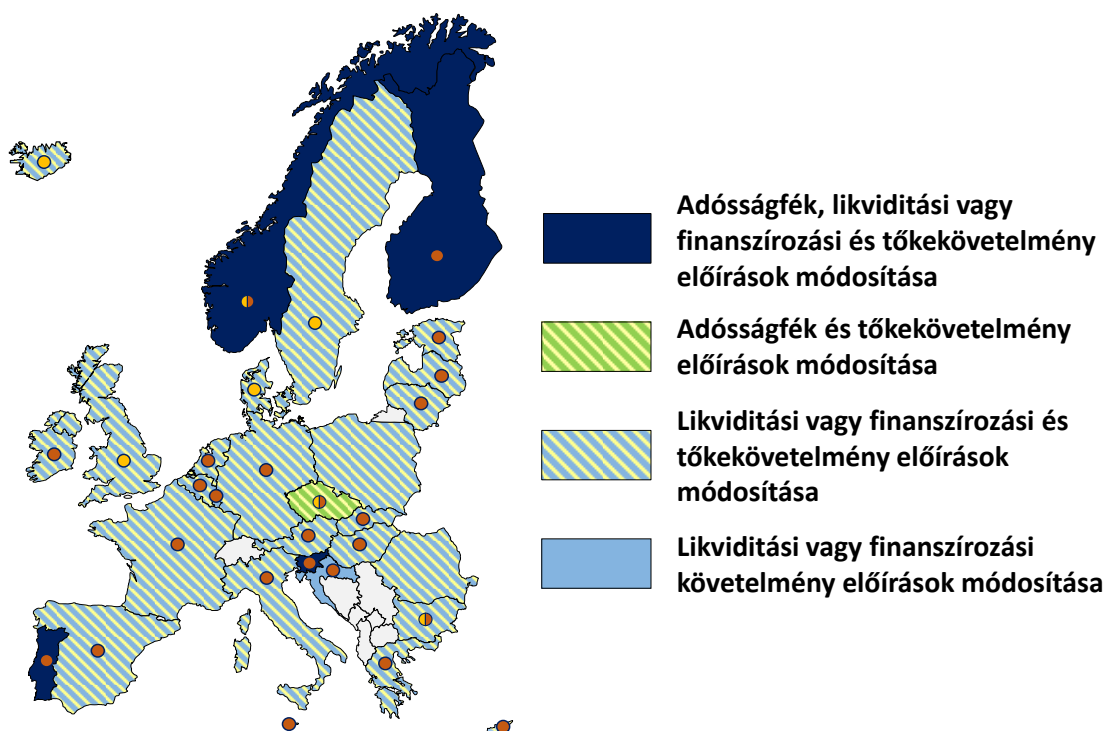 Adósságfék, likviditási vagy
finanszírozási és tőkekövetelmény
előírások módosítása
Adósságfék és tőkekövetelmény
előírások módosítása
Likviditási vagy finanszírozási és
tőkekövetelmény előírások
módosítása
Likviditási vagy finanszírozási
követelmény előírások módosítása